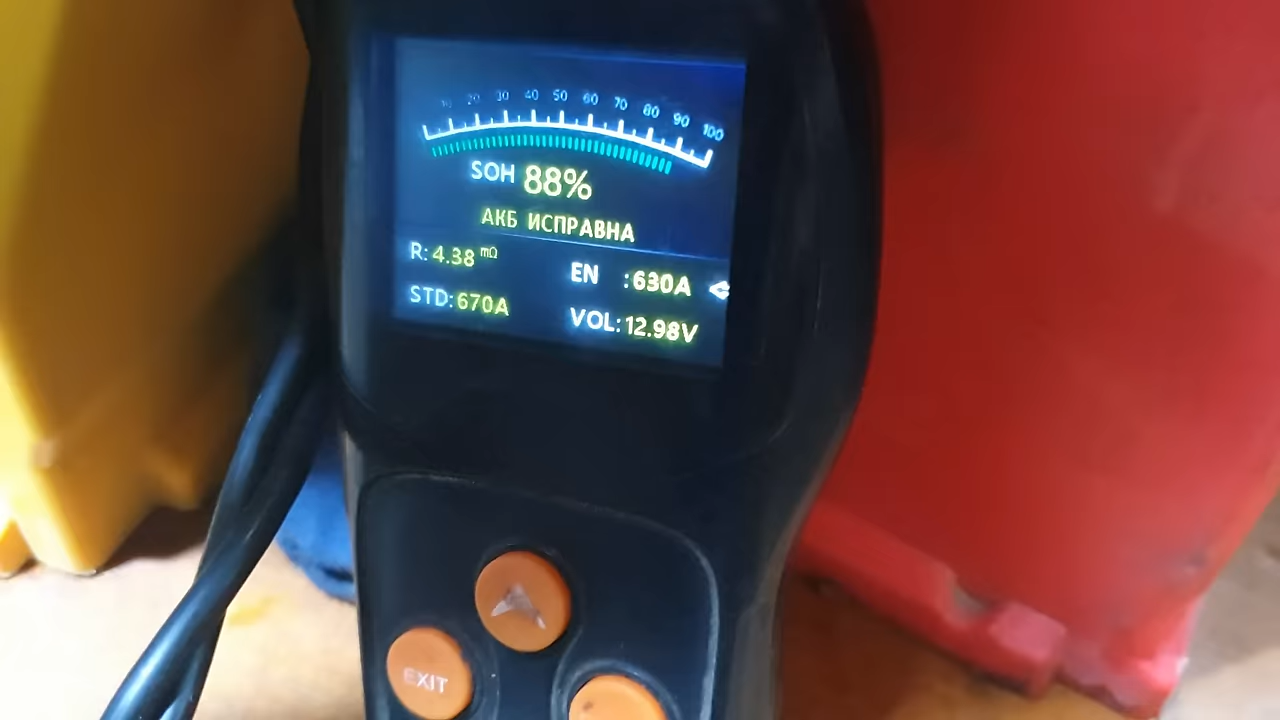 10 20 30 40 50 60 70 80 90 100
SOH 88%
АКБ ИСПРАВНА
R: 4.38 mΩ
EN : 630A
STD: 670A
VOL: 12.98V
EXIT